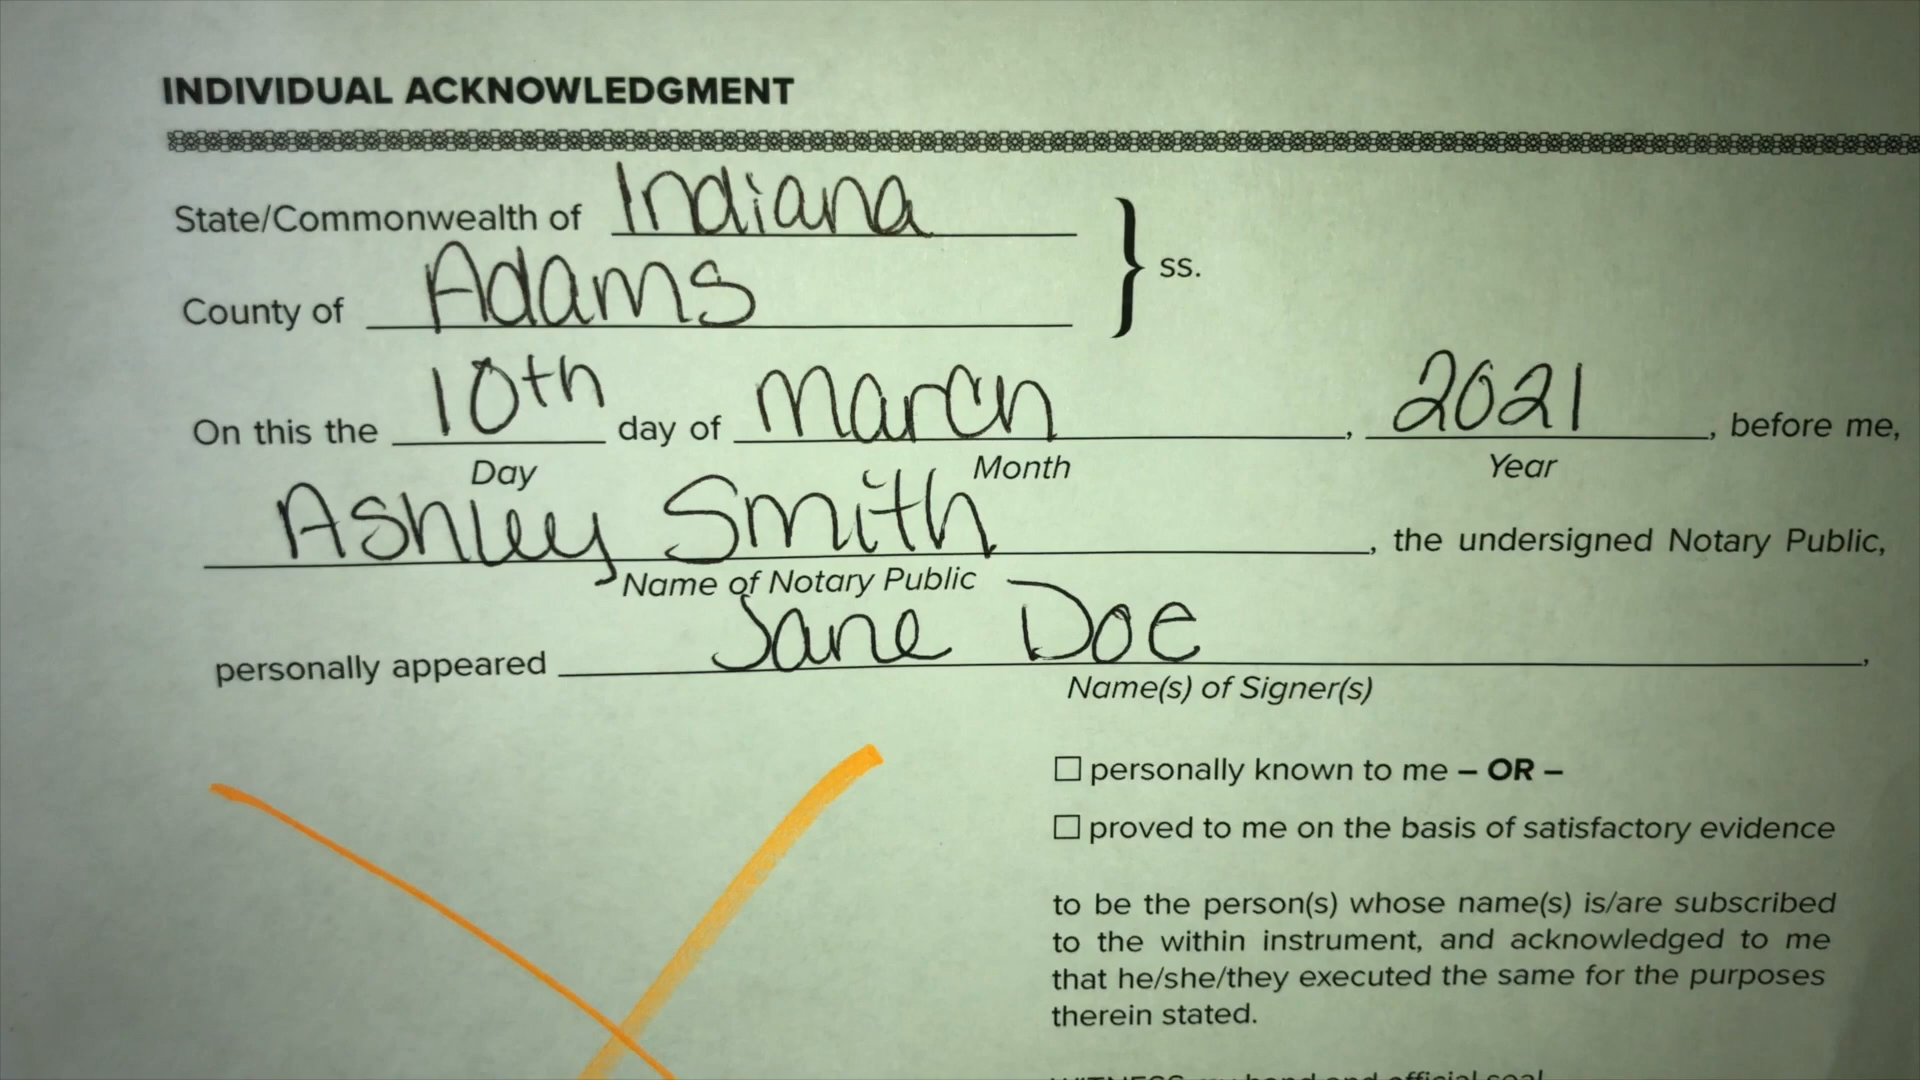 INDIVIDUAL ACKNOWLEDGMENT
State/Commonwealth of Indiana
County of Adams
} ss.
On this the 10th day of March, 2021, before me,
Day Month Year
Ashley Smith, the undersigned Notary Public,
Name of Notary Public
personally appeared Jane Doe,
Name(s) of Signer(s)
☐ personally known to me – OR –
☐ proved to me on the basis of satisfactory evidence
to be the person(s) whose name(s) is/are subscribed
to the within instrument, and acknowledged to me
that he/she/they executed the same for the purposes
therein stated.